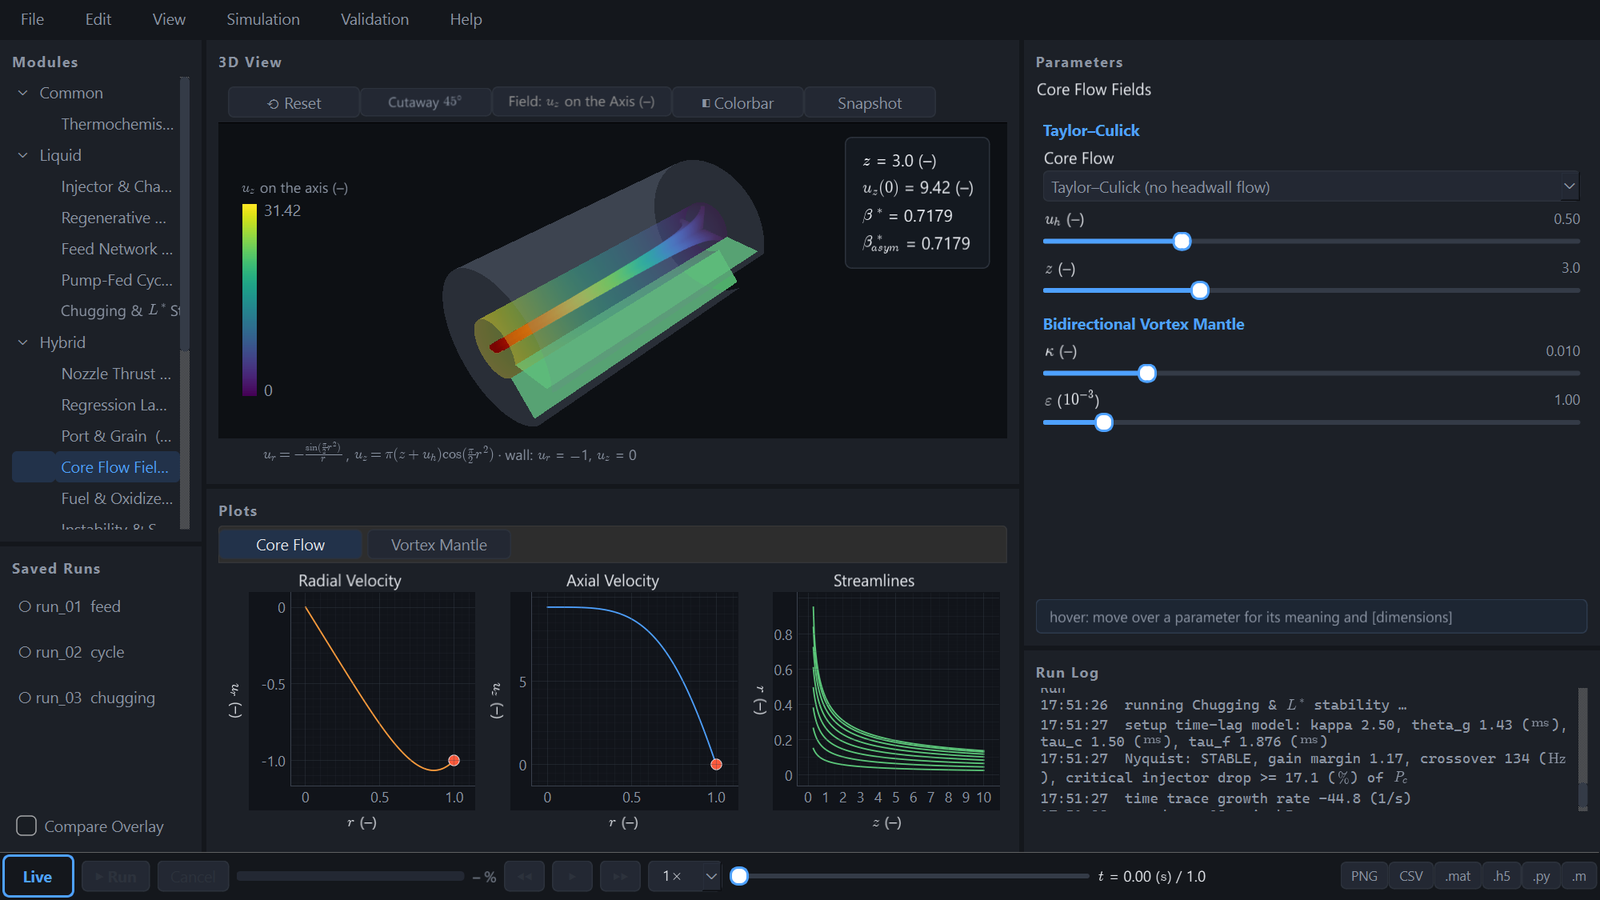 File Edit View Simulation Validation Help
Modules
Common
Thermochemis...
Liquid
Injector & Cha...
Regenerative ...
Feed Network ...
Pump-Fed Cyc...
Chugging & L* St
Hybrid
Nozzle Thrust ...
Regression La...
Port & Grain (...
Core Flow Fiel...
Fuel & Oxidize...
Instability & S
Saved Runs
run_01 feed
run_02 cycle
run_03 chugging
Compare Overlay
3D View
⟲ Reset
Cutaway 45°
Field: u_z on the Axis (–)
Colorbar
Snapshot
u_z on the axis (–)
31.42
0
z = 3.0 (–)
u_z(0) = 9.42 (–)
β* = 0.7179
β*_asym = 0.7179
u_r = −sin(π/2 r²)/r , u_z = π(z + u_h)cos(π/2 r²) · wall: u_r = −1, u_z = 0
Plots
Core Flow Vortex Mantle
Radial Velocity
0
-0.5
-1.0
u_r (–)
0 0.5 1.0
r (–)
Axial Velocity
5
0
u_z (–)
0 0.5 1.0
r (–)
Streamlines
0.8
0.6
0.4
0.2
0
r (–)
0 1 2 3 4 5 6 7 8 9 10
z (–)
Parameters
Core Flow Fields
Taylor–Culick
Core Flow
Taylor–Culick (no headwall flow)
u_h (–) 0.50
z (–) 3.0
Bidirectional Vortex Mantle
κ (–) 0.010
ε (10⁻³) 1.00
hover: move over a parameter for its meaning and [dimensions]
Run Log
Run
17:51:26 running Chugging & L* stability …
17:51:27 setup time-lag model: kappa 2.50, theta_g 1.43 (ms),
tau_c 1.50 (ms), tau_f 1.876 (ms)
17:51:27 Nyquist: STABLE, gain margin 1.17, crossover 134 (Hz
), critical injector drop >= 17.1 (%) of P_c
17:51:27 time trace growth rate −44.8 (1/s)
Live Run Cancel – % 1× t = 0.00 (s) / 1.0 PNG CSV .mat .h5 .py .m